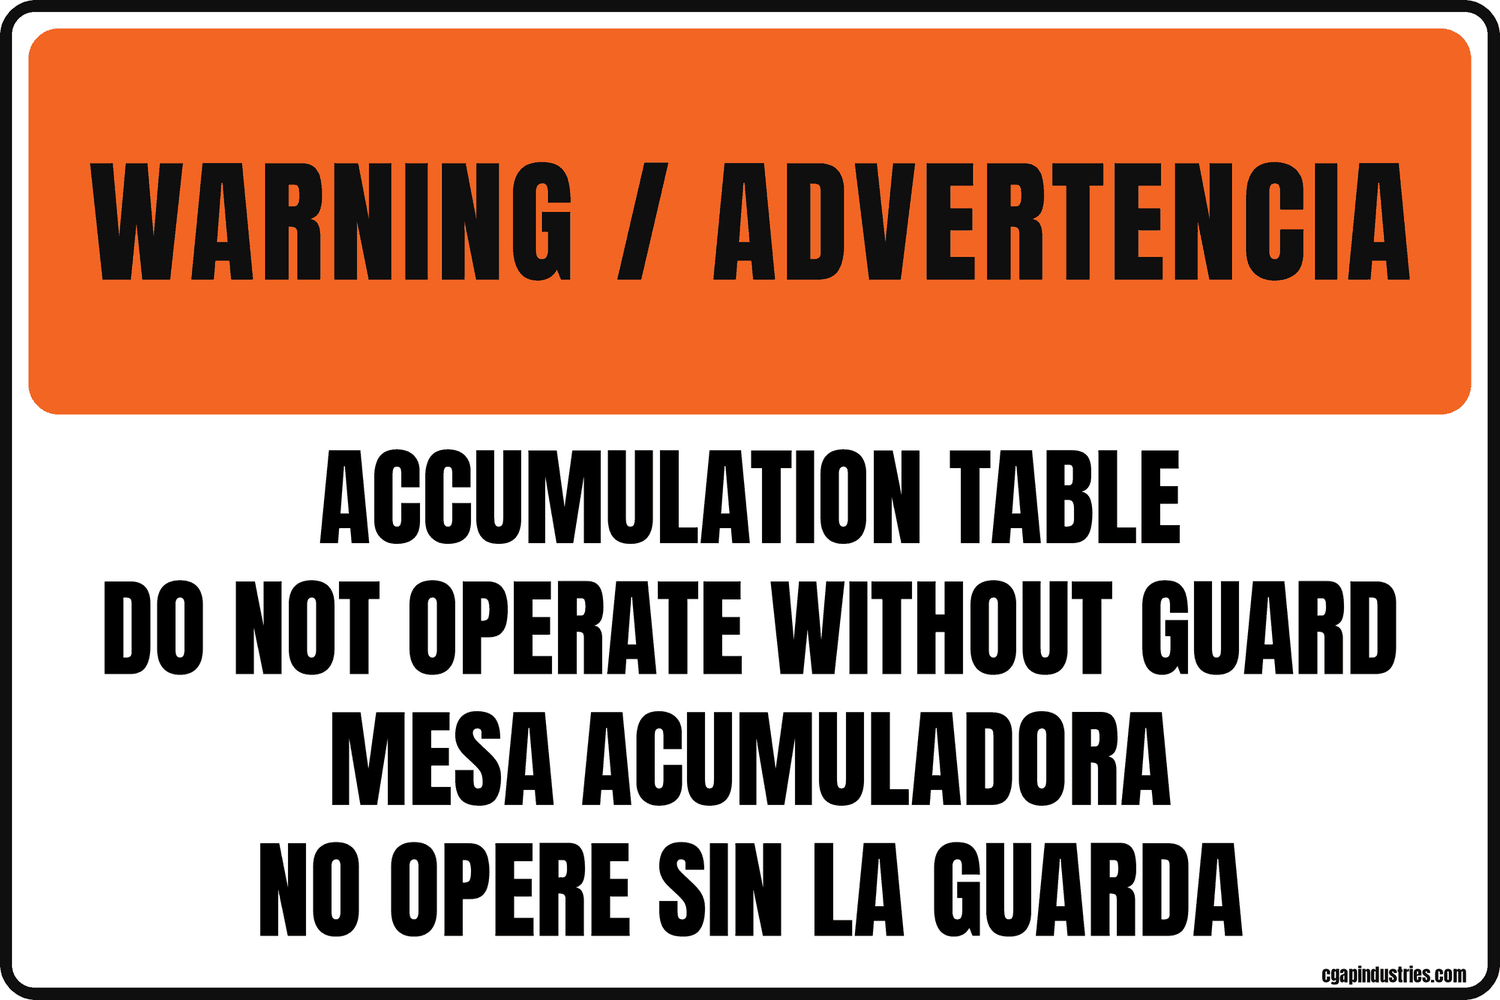 WARNING / ADVERTENCIA
ACCUMULATION TABLE
DO NOT OPERATE WITHOUT GUARD
MESA ACUMULADORA
NO OPERE SIN LA GUARDA
cgapindustries.com